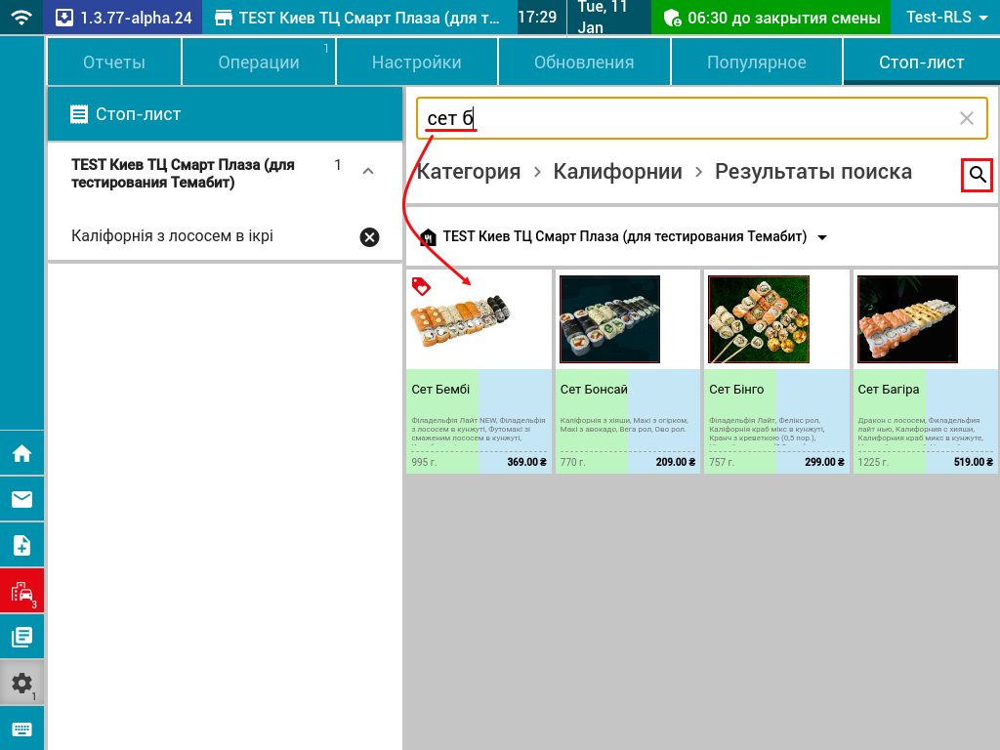 1.3.77-alpha.24
TEST Киев ТЦ Смарт Плаза (для т...
17:29
Tue, 11
Jan
06:30 до закрытия смены
Test-RLS
Отчеты
Операции
1
Настройки
Обновления
Популярное
Стоп-лист
Стоп-лист
TEST Киев ТЦ Смарт Плаза (для
тестирования Темабит)
1
Каліфорнія з лососем в ікрі
сет б
Категория > Калифорнии > Результаты поиска
TEST Киев ТЦ Смарт Плаза (для тестирования Темабит)
Сет Бембі
Філадельфія Лайт NEW, Філадельфія
з лососем в кунжуті, Футомакі зі
смаженим лососем в кунжуті,
995 г.
369.00 ₴
Сет Бонсай
Каліфорнія з хіяши, Макі з огірком,
Макі з авокадо, Вега рол, Ово рол.
770 г.
209.00 ₴
Сет Бінго
Філадельфія Лайт, Фелікс рол,
Каліфорнія краб мікс в кунжуті,
Кранч з креветкою (0,5 пор.),
757 г.
299.00 ₴
Сет Багіра
Дракон с лососем, Филадельфия
лайт нью, Калифорния с хияши,
Калифорния краб микс в кунжуте,
1225 г.
519.00 ₴
3
1